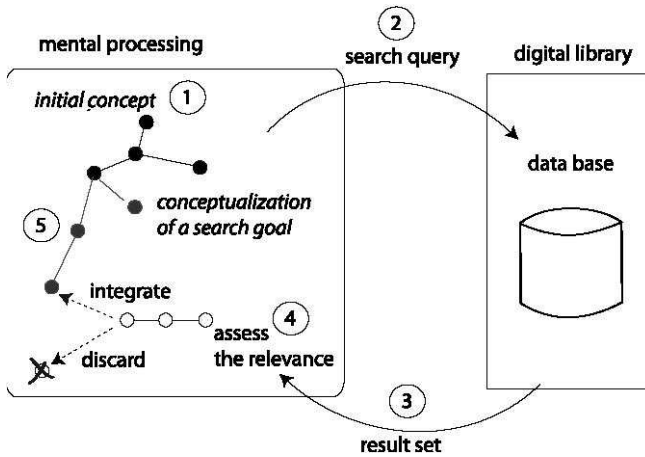 mental processing
2
search query
digital library
initial concept
1
data base
conceptualization
of a search goal
5
integrate
4
assess
the relevance
discard
3
result set